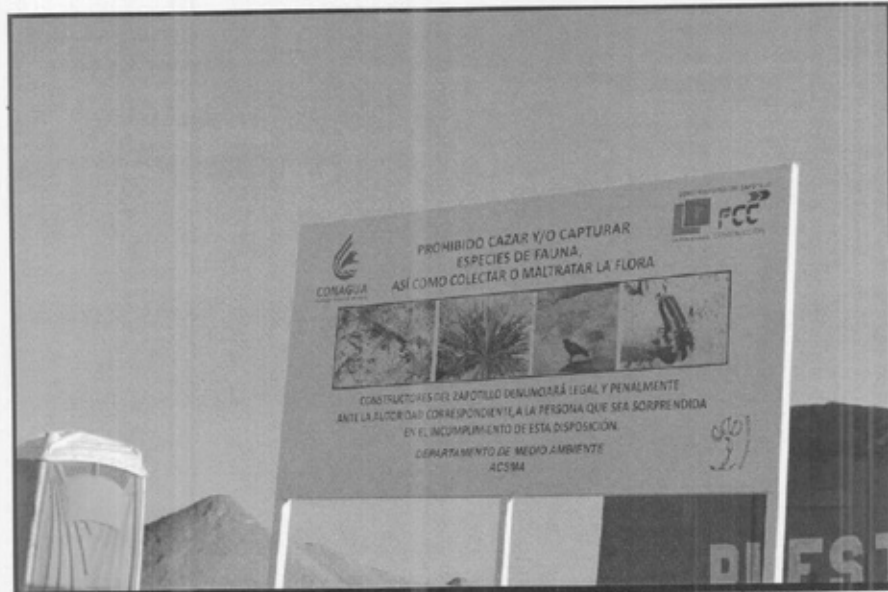 CONAGUA
PROHIBIDO CAZAR Y/O CAPTURAR
ESPECIES DE FAUNA,
ASÍ COMO COLECTAR O MALTRATAR LA FLORA
FCC
CONSTRUCCIÓN
CONSTRUCTORES DEL ZAPOTILLO DENUNCIARÁ LEGAL Y PENALMENTE
ANTE LA AUTORIDAD CORRESPONDIENTE, A LA PERSONA QUE SEA SORPRENDIDA
EN EL INCUMPLIMIENTO DE ESTA DISPOSICIÓN.
DEPARTAMENTO DE MEDIO AMBIENTE
ACSMA